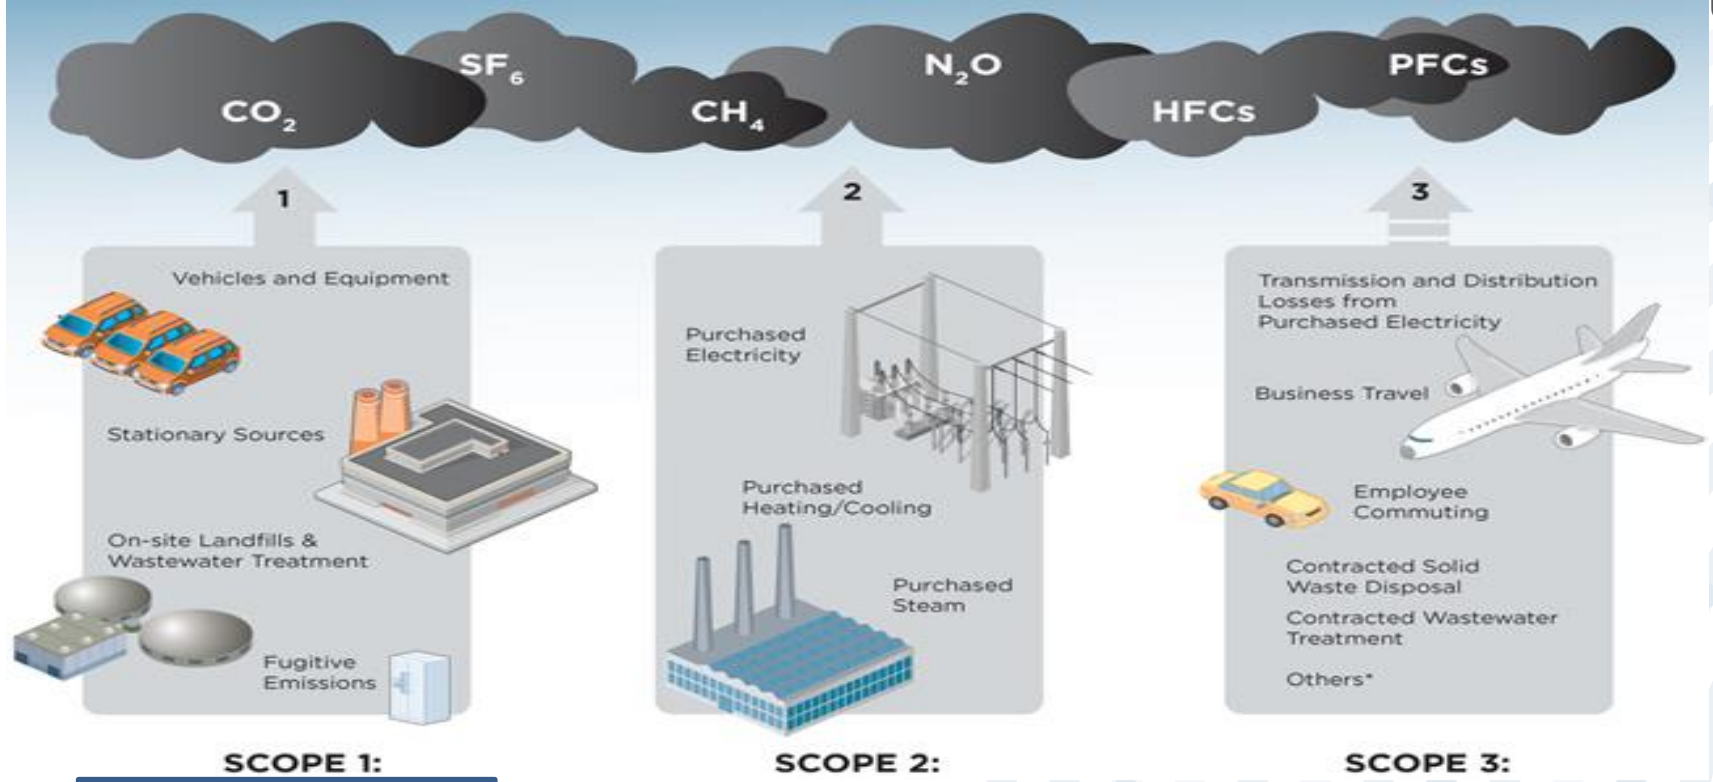 SF₆
N₂O
PFCs
CO₂
CH₄
HFCs
1
2
3
Vehicles and Equipment
Stationary Sources
On-site Landfills &
Wastewater Treatment
Fugitive
Emissions
SCOPE 1:
Purchased
Electricity
Purchased
Heating/Cooling
Purchased
Steam
SCOPE 2:
Transmission and Distribution
Losses from
Purchased Electricity
Business Travel
Employee
Commuting
Contracted Solid
Waste Disposal
Contracted Wastewater
Treatment
Others*
SCOPE 3: